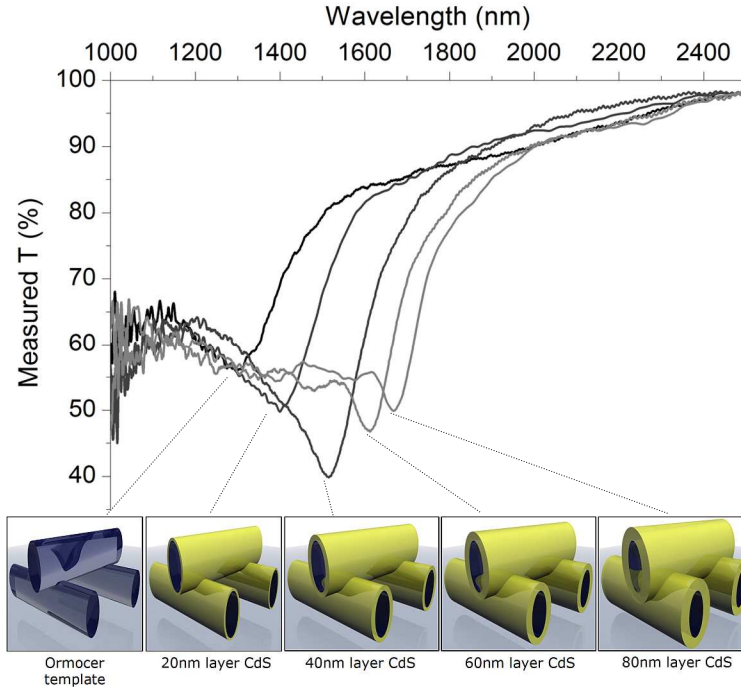 Wavelength (nm)
1000 1200 1400 1600 1800 2000 2200 2400
100
90
80
70
60
50
40
Measured T (%)
Ormocer
template
20nm layer CdS
40nm layer CdS
60nm layer CdS
80nm layer CdS